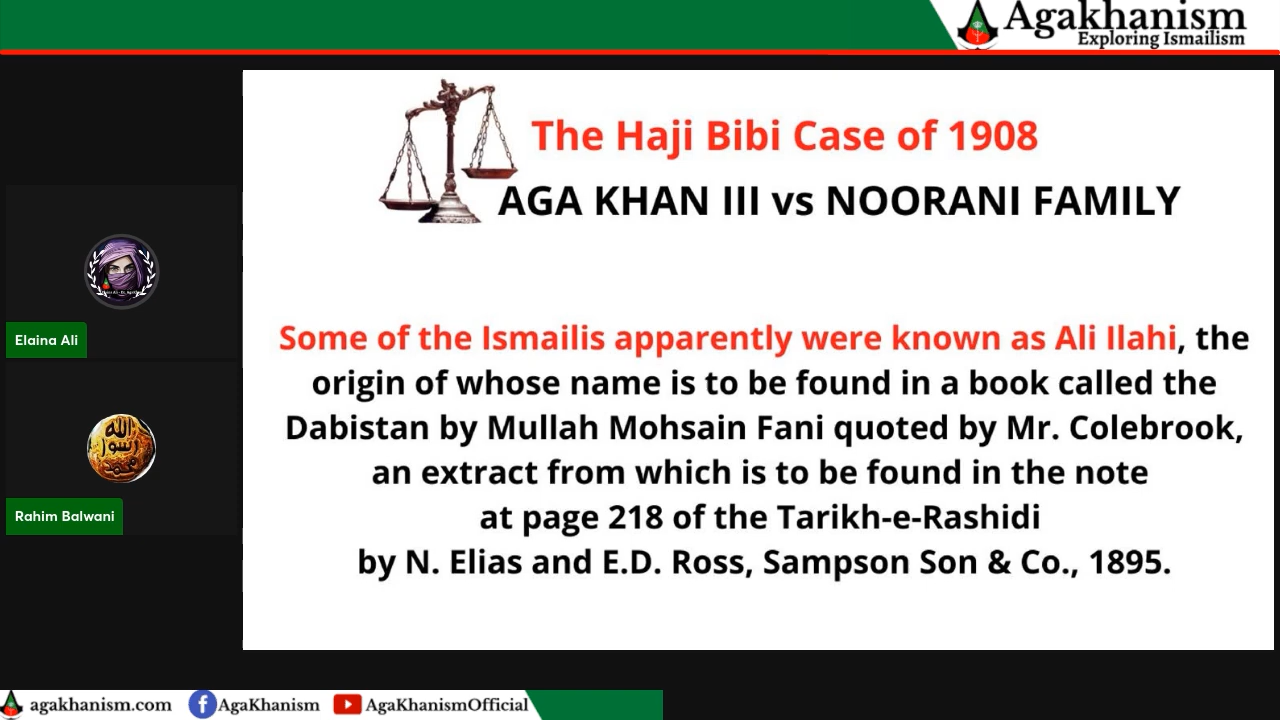 Agakhanism
Exploring Ismailism
The Haji Bibi Case of 1908
AGA KHAN III vs NOORANI FAMILY
Some of the Ismailis apparently were known as Ali Ilahi, the
origin of whose name is to be found in a book called the
Dabistan by Mullah Mohsain Fani quoted by Mr. Colebrook,
an extract from which is to be found in the note
at page 218 of the Tarikh-e-Rashidi
by N. Elias and E.D. Ross, Sampson Son & Co., 1895.
Elaina Ali
الله
رسول
محمد
Rahim Balwani
agakhanism.com
AgaKhanism
AgaKhanismOfficial